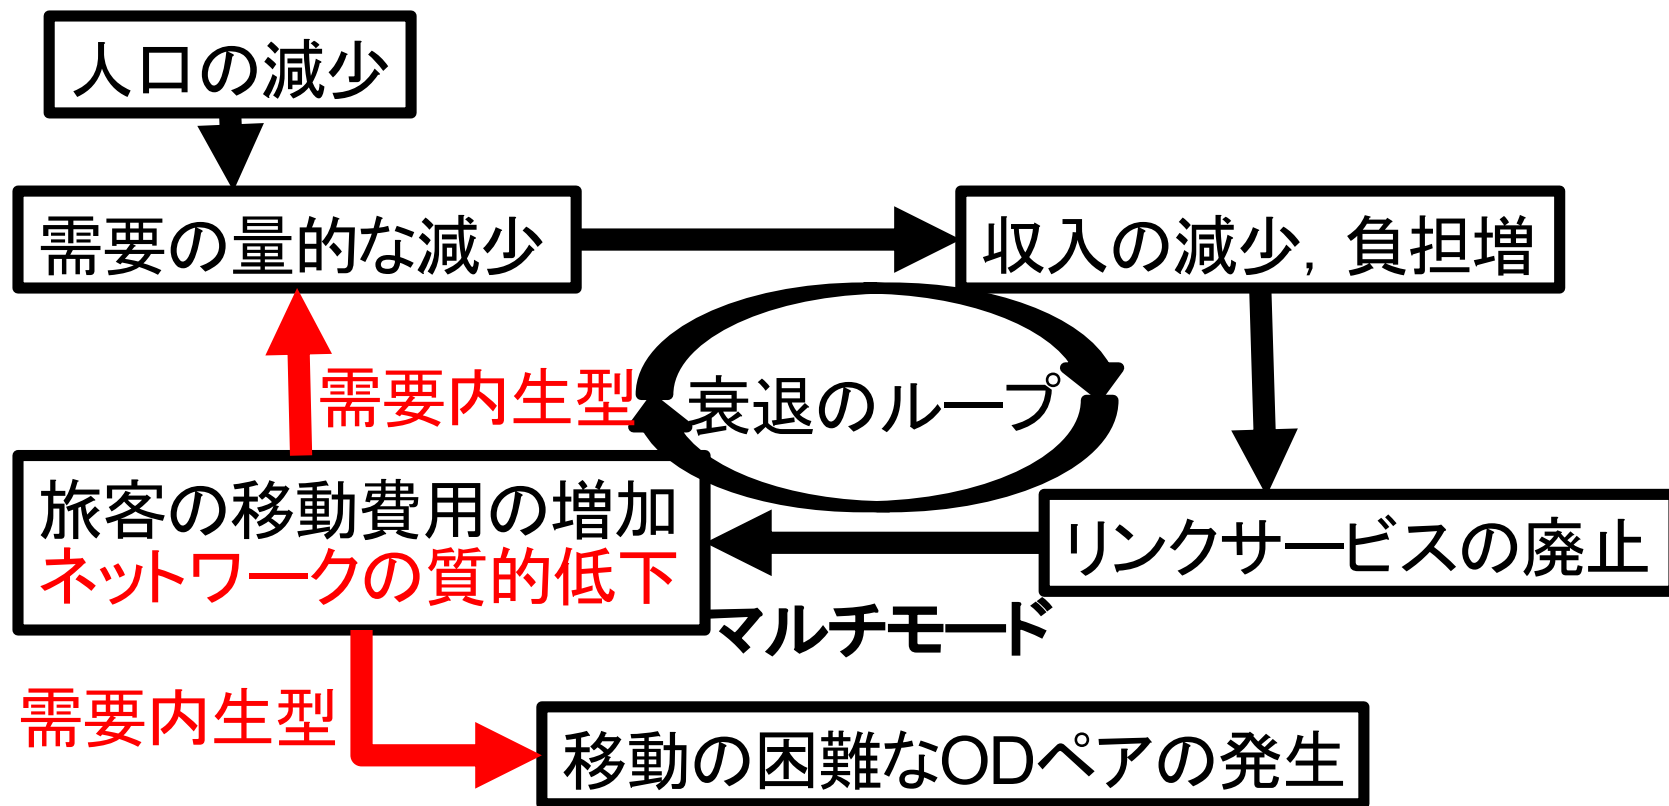 人口の減少
需要の量的な減少
収入の減少，負担増
需要内生型
衰退のループ
旅客の移動費用の増加
ネットワークの質的低下
リンクサービスの廃止
マルチモード
需要内生型
移動の困難なODペアの発生